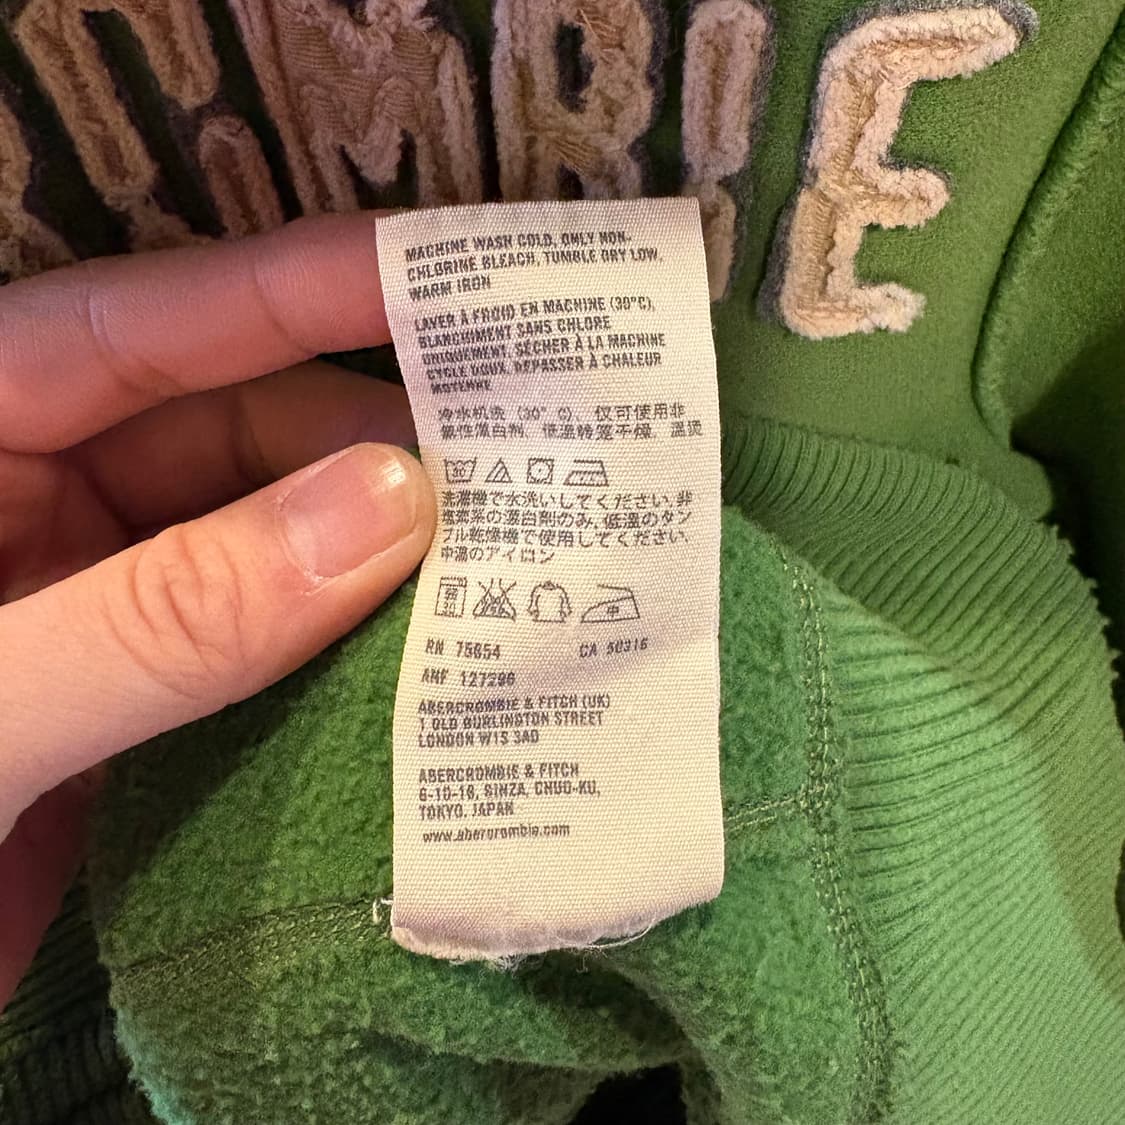 MACHINE WASH COLD, ONLY NON-
CHLORINE BLEACH, TUMBLE DRY LOW,
WARM IRON
LAVER À FROID EN MACHINE (30°C),
BLANCHIMENT SANS CHLORE
UNIQUEMENT, SÉCHER À LA MACHINE
CYCLE DOUX, REPASSER À CHALEUR
MOYENNE
冷水机洗 (30° C)、仅可使用非
氯性漂白剂、低温转笼干燥、温烫
30
洗濯機で水洗いしてください, 非
塩素系の漂白剤のみ, 低温のタン
ブル乾燥機で使用してください,
中温のアイロン
中
RN 75654 CA 50316
ANF 127296
ABERCROMBIE & FITCH (UK)
1 OLD BURLINGTON STREET
LONDON W1S 3AD
ABERCROMBIE & FITCH
6-10-16, GINZA, CHUO-KU,
TOKYO, JAPAN
www.abercrombie.com